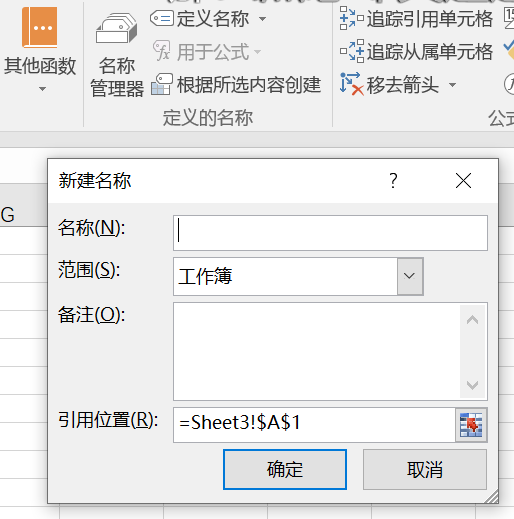 定义名称
追踪引用单元格
其他函数
名称
管理器
用于公式
追踪从属单元格
根据所选内容创建
移去箭头
定义的名称
公式
新建名称
?
G
名称(N):
范围(S):
工作簿
备注(O):
引用位置(R):
=Sheet3!$A$1
确定
取消